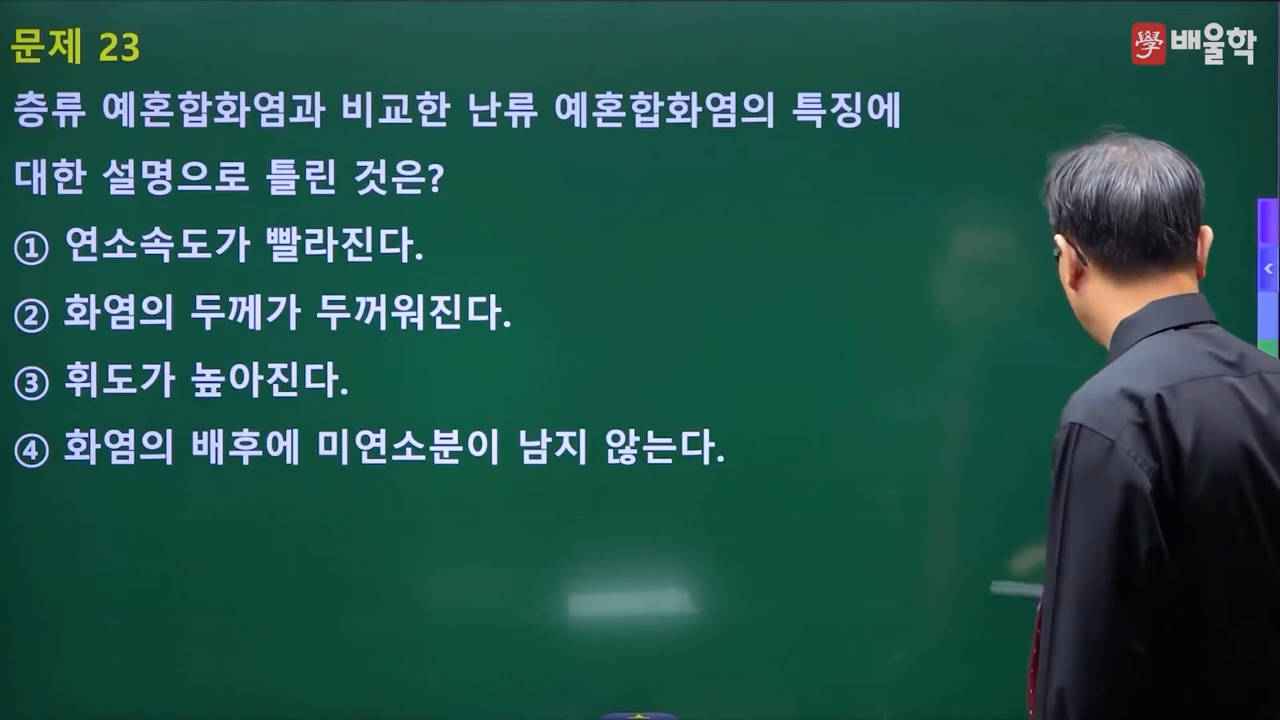 문제 23
學 배울학
층류 예혼합화염과 비교한 난류 예혼합화염의 특징에
대한 설명으로 틀린 것은?
① 연소속도가 빨라진다.
② 화염의 두께가 두꺼워진다.
③ 휘도가 높아진다.
④ 화염의 배후에 미연소분이 남지 않는다.